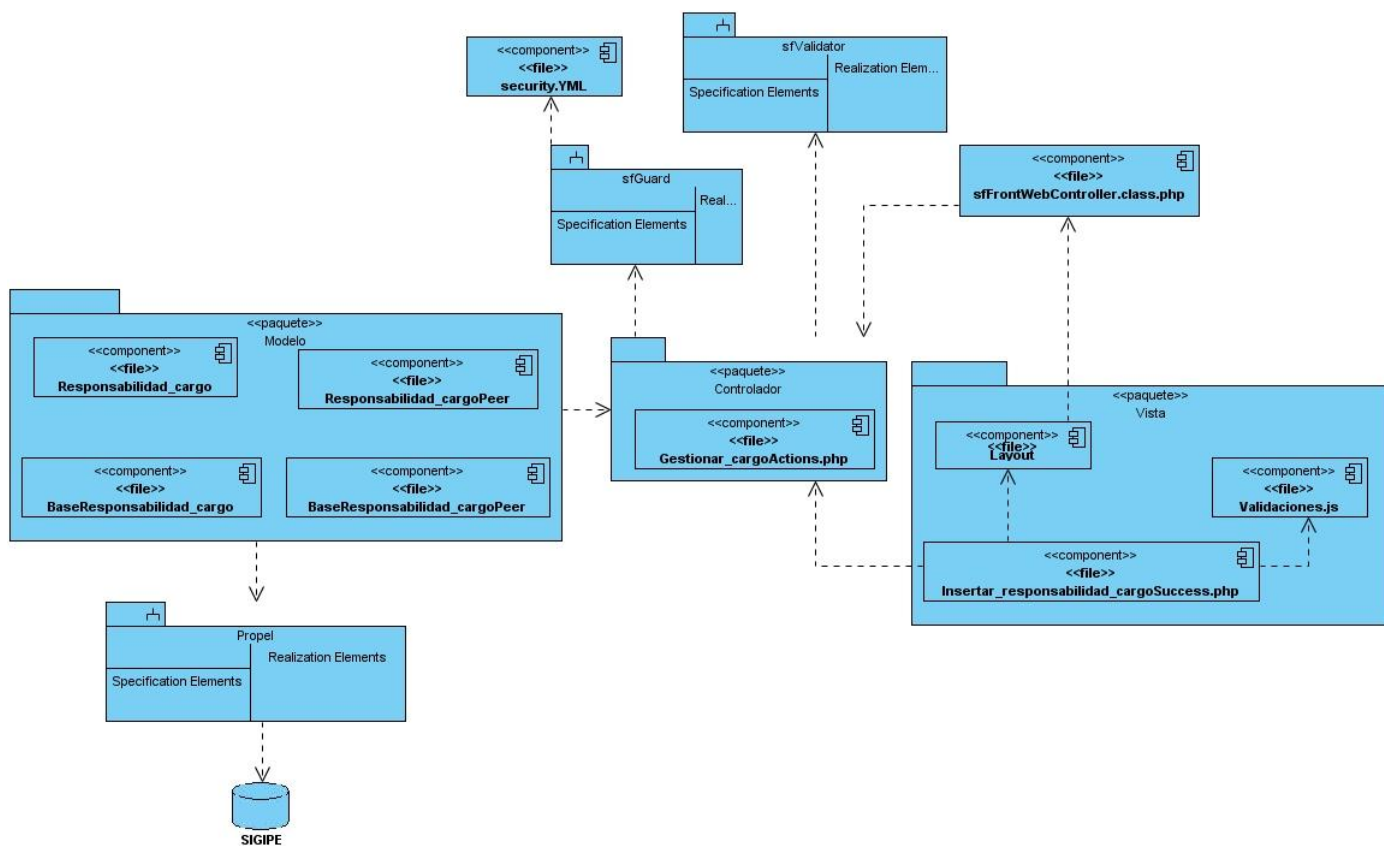 <<component>>
<<file>>
security.YML
sfValidator
Realization Elem...
Specification Elements
sfGuard
Real...
Specification Elements
<<component>>
<<file>>
sfFrontWebController.class.php
<<paquete>>
Modelo
<<component>>
<<file>>
Responsabilidad_cargo
<<component>>
<<file>>
Responsabilidad_cargoPeer
<<component>>
<<file>>
BaseResponsabilidad_cargo
<<component>>
<<file>>
BaseResponsabilidad_cargoPeer
<<paquete>>
Controlador
<<component>>
<<file>>
Gestionar_cargoActions.php
<<paquete>>
Vista
<<component>>
<<file>>
Layout
<<component>>
<<file>>
Validaciones.js
<<component>>
<<file>>
Insertar_responsabilidad_cargoSuccess.php
Propel
Realization Elements
Specification Elements
SIGIPE